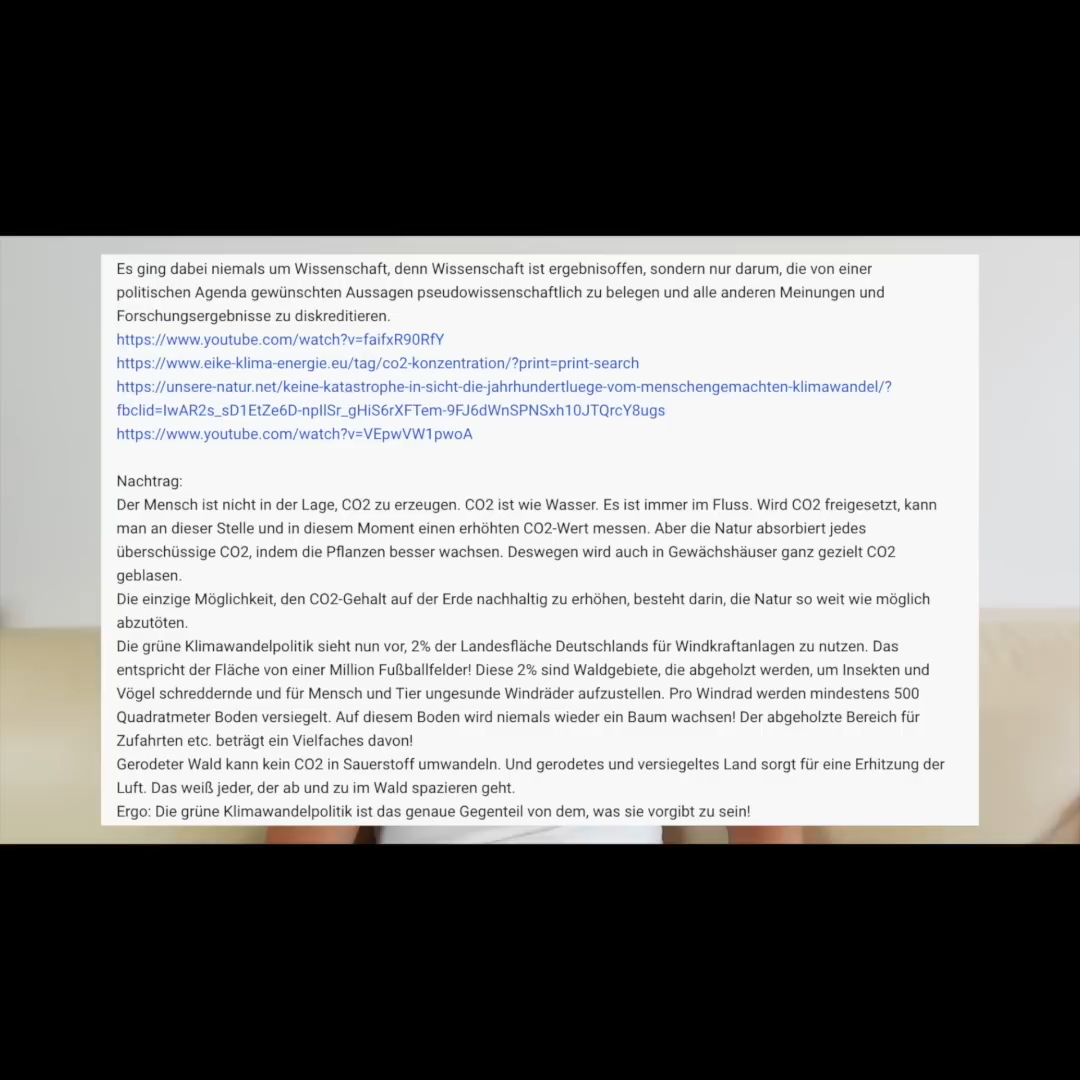 Es ging dabei niemals um Wissenschaft, denn Wissenschaft ist ergebnisoffen, sondern nur darum, die von einer
politischen Agenda gewünschten Aussagen pseudowissenschaftlich zu belegen und alle anderen Meinungen und
Forschungsergebnisse zu diskreditieren.
https://www.youtube.com/watch?v=faifxR90RfY
https://www.eike-klima-energie.eu/tag/co2-konzentration/?print=print-search
https://unsere-natur.net/keine-katastrophe-in-sicht-die-jahrhundertluege-vom-menschengemachten-klimawandel/?
fbclid=IwAR2s_sD1EtZe6D-npIlSr_gHiS6rXFTem-9FJ6dWnSPNSxh10JTQrcY8ugs
https://www.youtube.com/watch?v=VEpwVW1pwoA
Nachtrag:
Der Mensch ist nicht in der Lage, CO2 zu erzeugen. CO2 ist wie Wasser. Es ist immer im Fluss. Wird CO2 freigesetzt, kann
man an dieser Stelle und in diesem Moment einen erhöhten CO2-Wert messen. Aber die Natur absorbiert jedes
überschüssige CO2, indem die Pflanzen besser wachsen. Deswegen wird auch in Gewächshäuser ganz gezielt CO2
geblasen.
Die einzige Möglichkeit, den CO2-Gehalt auf der Erde nachhaltig zu erhöhen, besteht darin, die Natur so weit wie möglich
abzutöten.
Die grüne Klimawandelpolitik sieht nun vor, 2% der Landesfläche Deutschlands für Windkraftanlagen zu nutzen. Das
entspricht der Fläche von einer Million Fußballfelder! Diese 2% sind Waldgebiete, die abgeholzt werden, um Insekten und
Vögel schreddernde und für Mensch und Tier ungesunde Windräder aufzustellen. Pro Windrad werden mindestens 500
Quadratmeter Boden versiegelt. Auf diesem Boden wird niemals wieder ein Baum wachsen! Der abgeholzte Bereich für
Zufahrten etc. beträgt ein Vielfaches davon!
Gerodeter Wald kann kein CO2 in Sauerstoff umwandeln. Und gerodetes und versiegeltes Land sorgt für eine Erhitzung der
Luft. Das weiß jeder, der ab und zu im Wald spazieren geht.
Ergo: Die grüne Klimawandelpolitik ist das genaue Gegenteil von dem, was sie vorgibt zu sein!